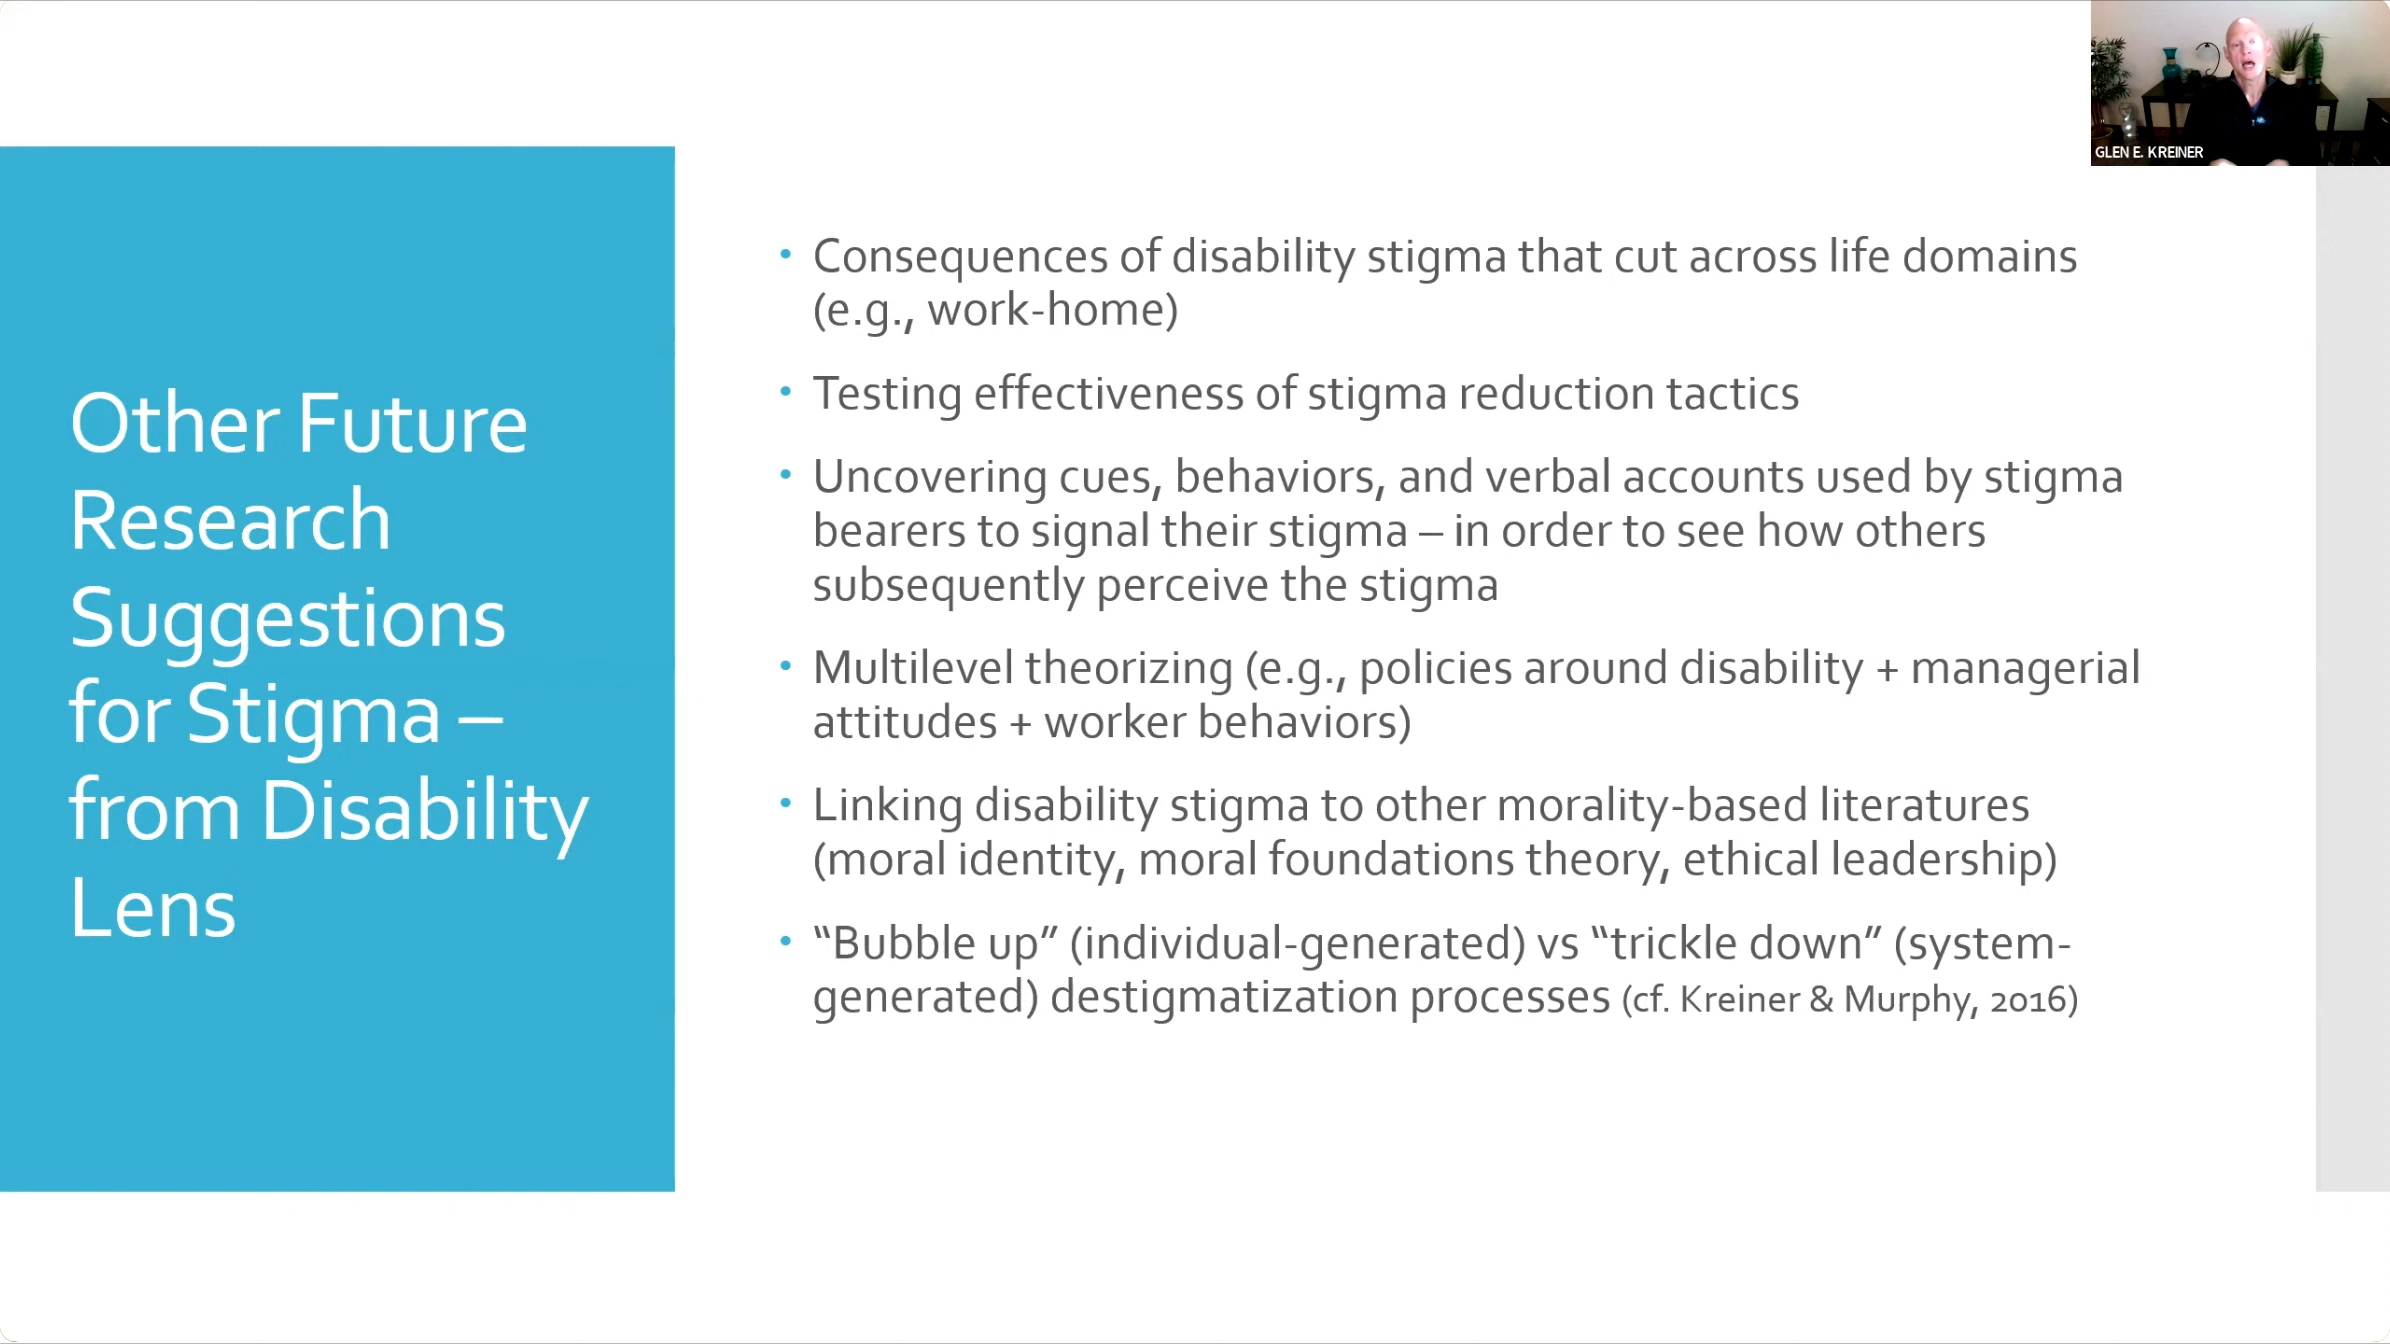 GLEN E. KREINER
Other Future
Research
Suggestions
for Stigma –
from Disability
Lens
• Consequences of disability stigma that cut across life domains
(e.g., work-home)
• Testing effectiveness of stigma reduction tactics
• Uncovering cues, behaviors, and verbal accounts used by stigma
bearers to signal their stigma – in order to see how others
subsequently perceive the stigma
• Multilevel theorizing (e.g., policies around disability + managerial
attitudes + worker behaviors)
• Linking disability stigma to other morality-based literatures
(moral identity, moral foundations theory, ethical leadership)
• “Bubble up” (individual-generated) vs “trickle down” (system-
generated) destigmatization processes (cf. Kreiner & Murphy, 2016)